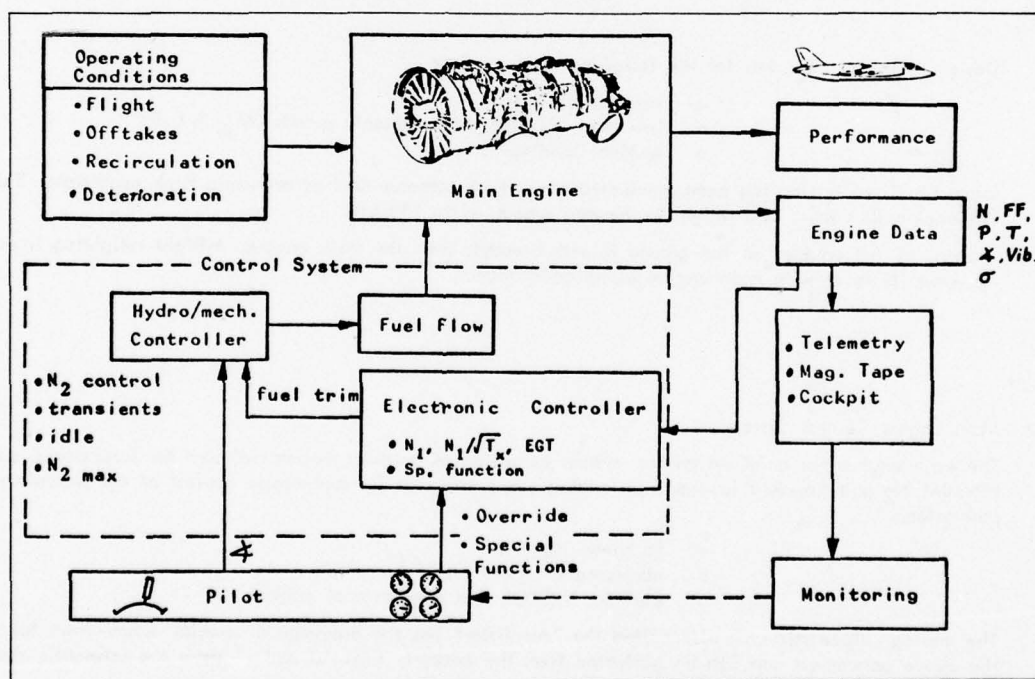 Operating
Conditions
• Flight
• Offtakes
• Recirculation
• Deterioration
Main Engine
Performance
Engine Data
N, FF,
P, T,
∡, Vib.
σ
Control System
Hydro/mech.
Controller
Fuel Flow
• N₂ control
• transients
• idle
• N₂ max
fuel trim
Electronic Controller
• N₁, N₁/√Tₓ, EGT
• Sp. function
• Telemetry
• Mag. Tape
• Cockpit
• Override
• Special
Functions
∡
Pilot
Monitoring